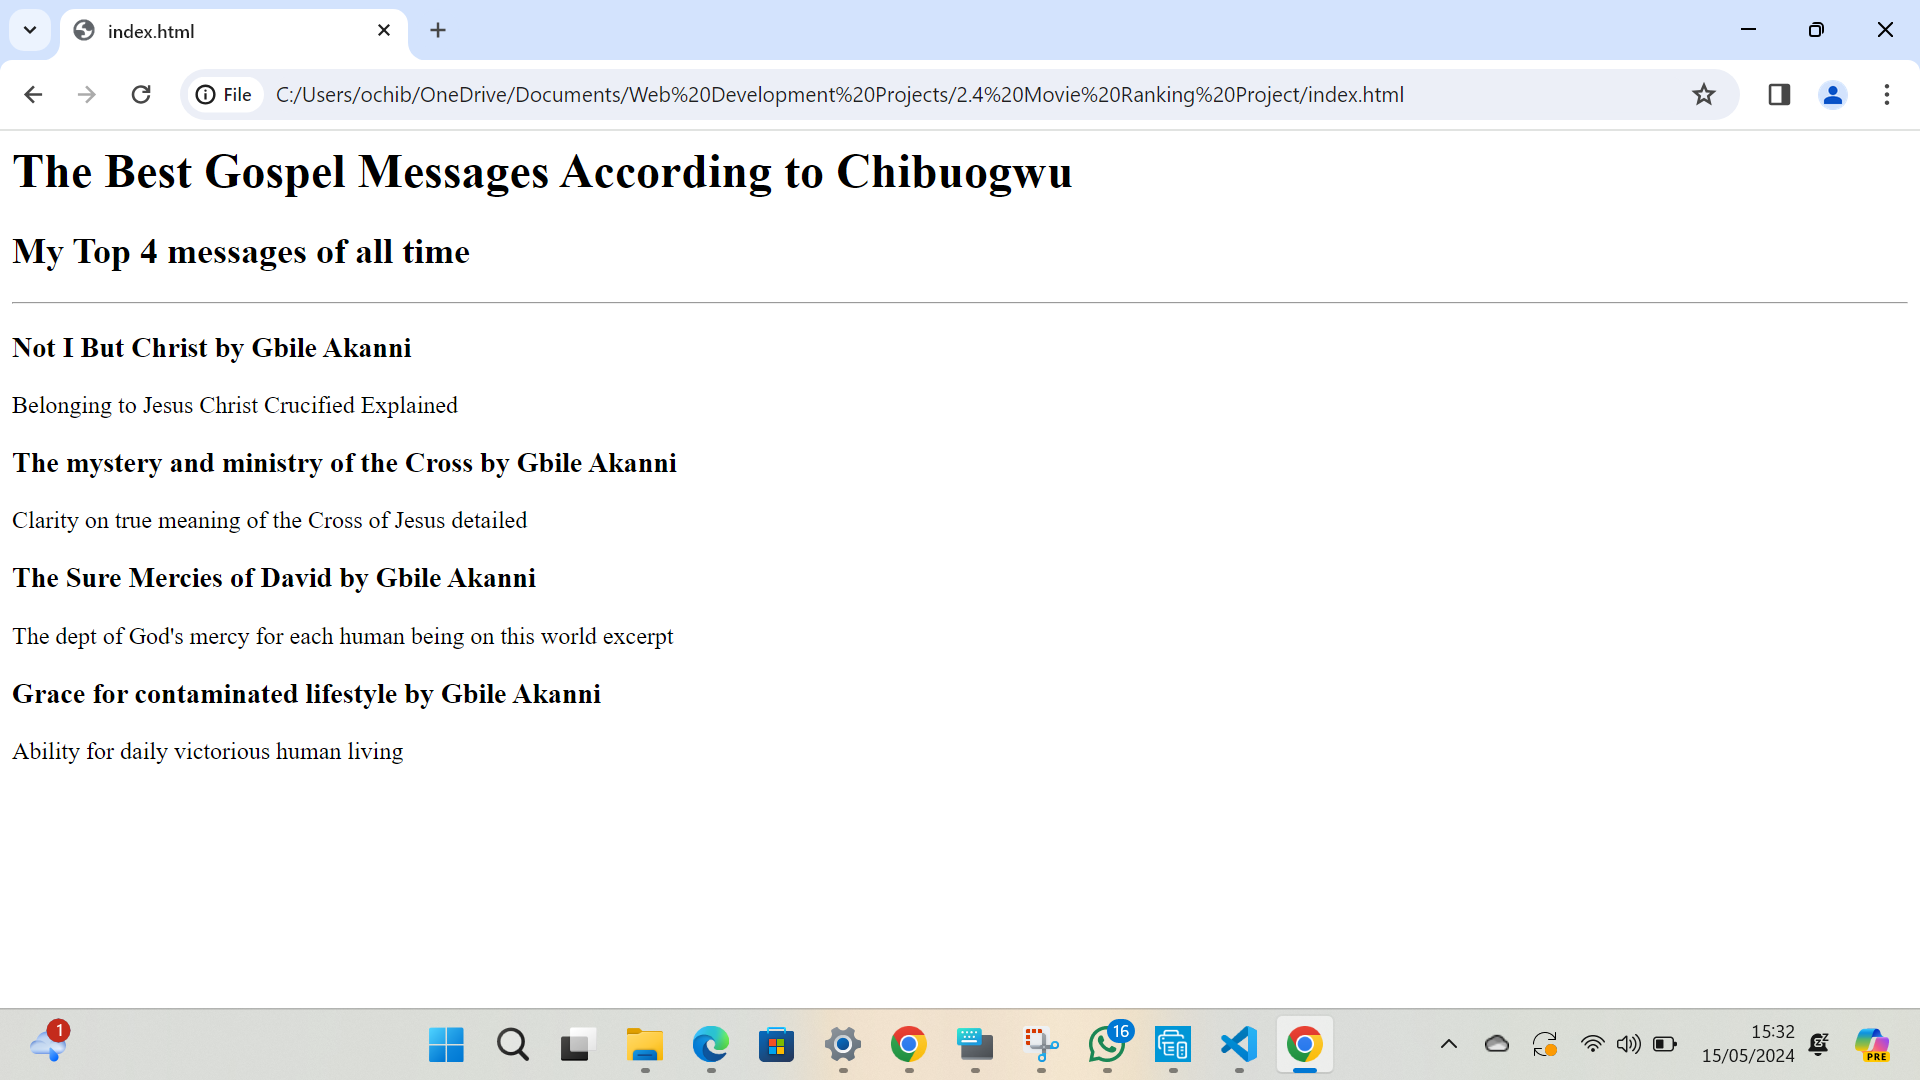 index.html
File
C:/Users/ochib/OneDrive/Documents/Web%20Development%20Projects/2.4%20Movie%20Ranking%20Project/index.html
The Best Gospel Messages According to Chibuogwu
My Top 4 messages of all time
Not I But Christ by Gbile Akanni
Belonging to Jesus Christ Crucified Explained
The mystery and ministry of the Cross by Gbile Akanni
Clarity on true meaning of the Cross of Jesus detailed
The Sure Mercies of David by Gbile Akanni
The dept of God's mercy for each human being on this world excerpt
Grace for contaminated lifestyle by Gbile Akanni
Ability for daily victorious human living
1
16
15:32
15/05/2024
PRE